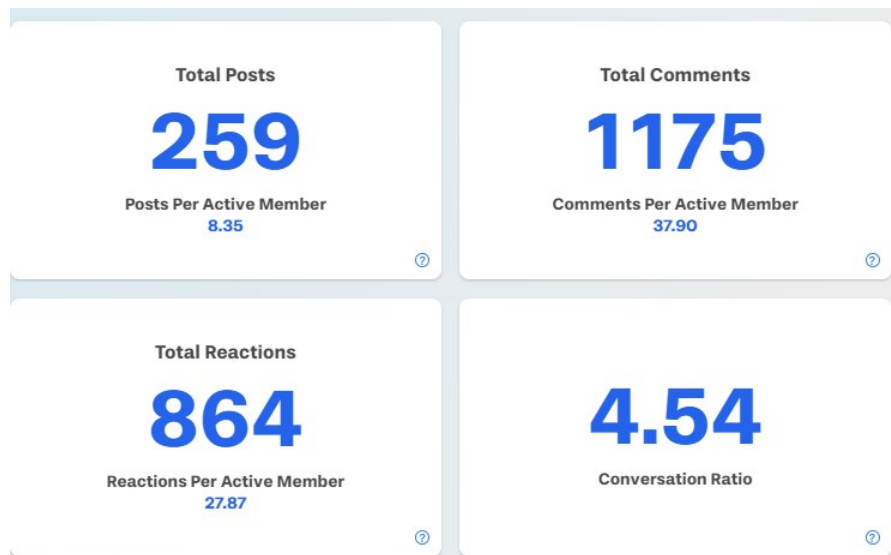 Total Posts
259
Posts Per Active Member
8.35
Total Comments
1175
Comments Per Active Member
37.90
Total Reactions
864
Reactions Per Active Member
27.87
4.54
Conversation Ratio